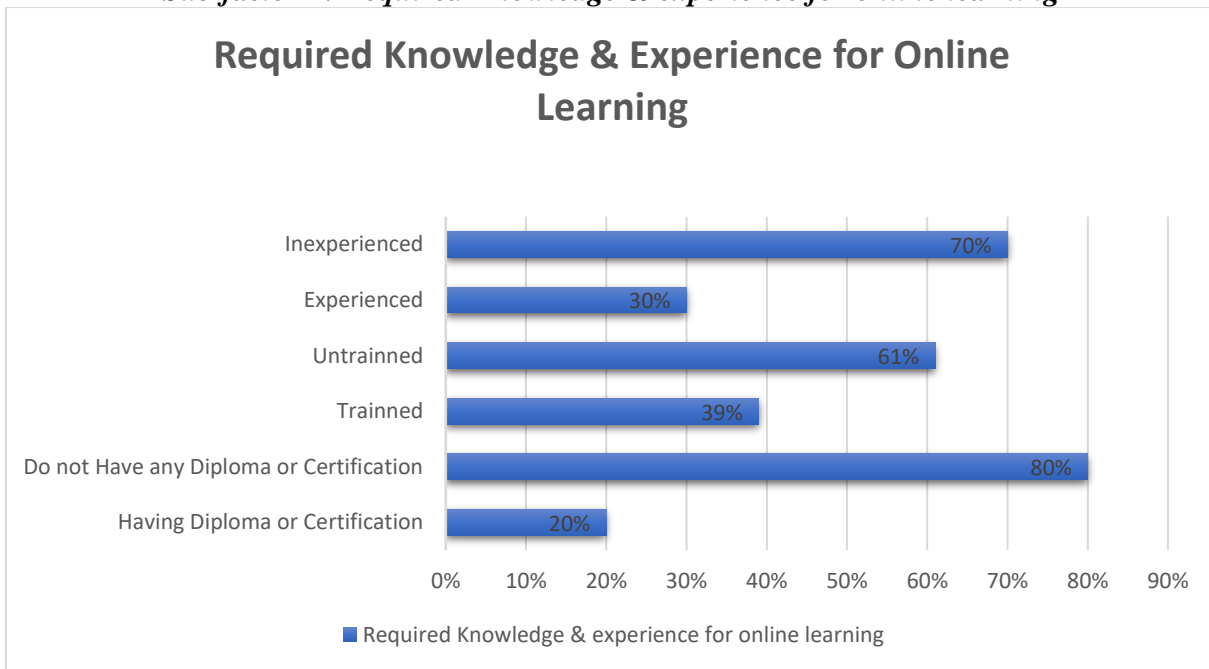 Required Knowledge & Experience for Online
Learning
Inexperienced
70%
Experienced
30%
Untrainned
61%
Trainned
39%
Do not Have any Diploma or Certification
80%
Having Diploma or Certification
20%
0% 10% 20% 30% 40% 50% 60% 70% 80% 90%
Required Knowledge & experience for online learning